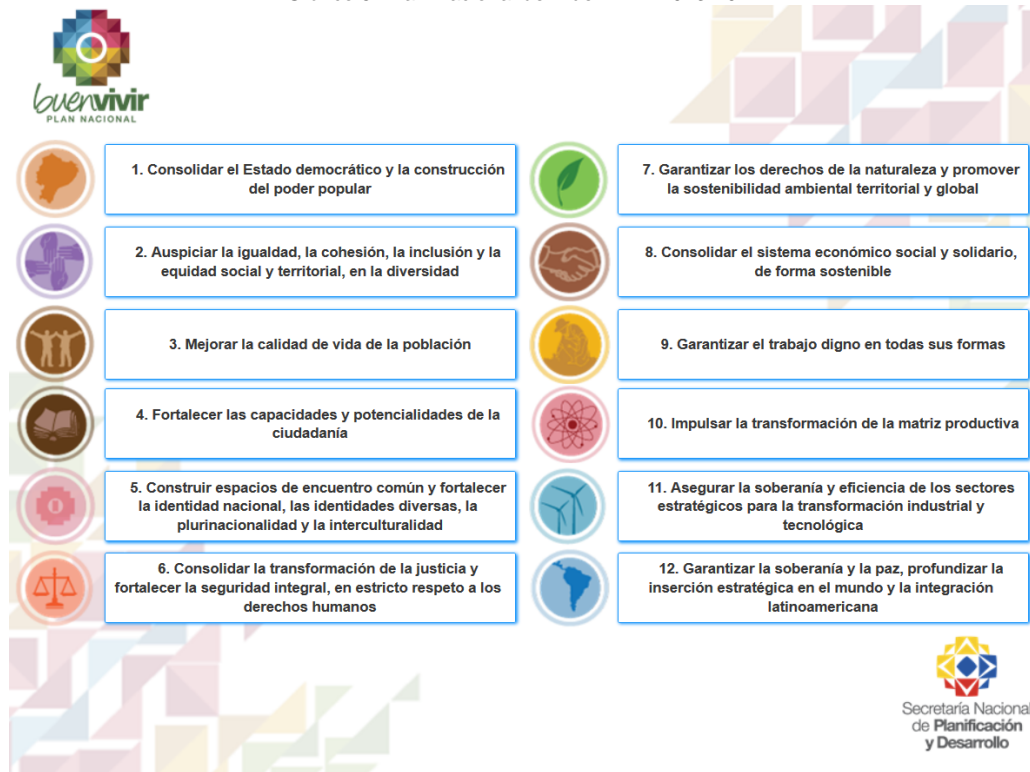 buenvivir
PLAN NACIONAL
1. Consolidar el Estado democrático y la construcción
del poder popular
2. Auspiciar la igualdad, la cohesión, la inclusión y la
equidad social y territorial, en la diversidad
3. Mejorar la calidad de vida de la población
4. Fortalecer las capacidades y potencialidades de la
ciudadanía
5. Construir espacios de encuentro común y fortalecer
la identidad nacional, las identidades diversas, la
plurinacionalidad y la interculturalidad
6. Consolidar la transformación de la justicia y
fortalecer la seguridad integral, en estricto respeto a los
derechos humanos
7. Garantizar los derechos de la naturaleza y promover
la sostenibilidad ambiental territorial y global
8. Consolidar el sistema económico social y solidario,
de forma sostenible
9. Garantizar el trabajo digno en todas sus formas
10. Impulsar la transformación de la matriz productiva
11. Asegurar la soberanía y eficiencia de los sectores
estratégicos para la transformación industrial y
tecnológica
12. Garantizar la soberanía y la paz, profundizar la
inserción estratégica en el mundo y la integración
latinoamericana
Secretaría Nacional
de Planificación
y Desarrollo